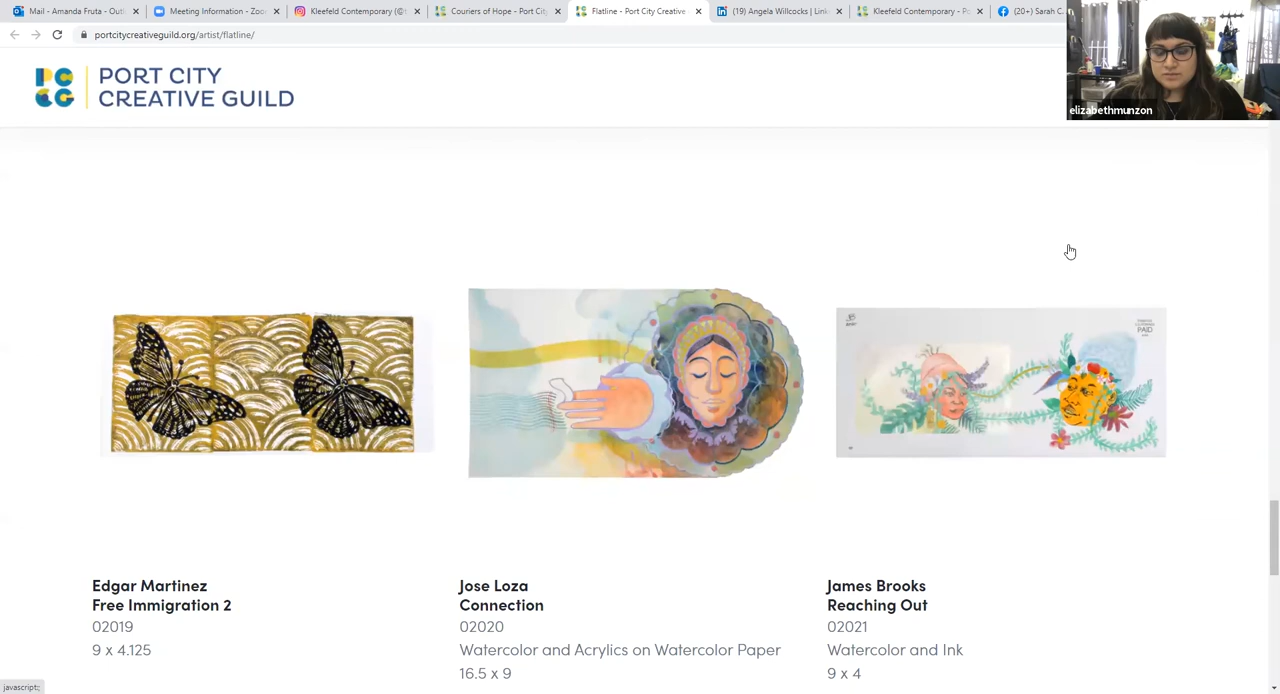 Mail - Amanda Fruta - Out
Meeting Information - Zoo
Kleefeld Contemporary (@
Couriers of Hope - Port City
Flatline - Port City Creative
(19) Angela Willcocks | Link
Kleefeld Contemporary - Po
(20+) Sarah C.
portcitycreativeguild.org/artist/flatline/
PORT CITY
CREATIVE GUILD
elizabethmunzon
PAID
Edgar Martinez
Free Immigration 2
02019
9 x 4.125
Jose Loza
Connection
02020
Watercolor and Acrylics on Watercolor Paper
16.5 x 9
James Brooks
Reaching Out
02021
Watercolor and Ink
9 x 4
javascript:;